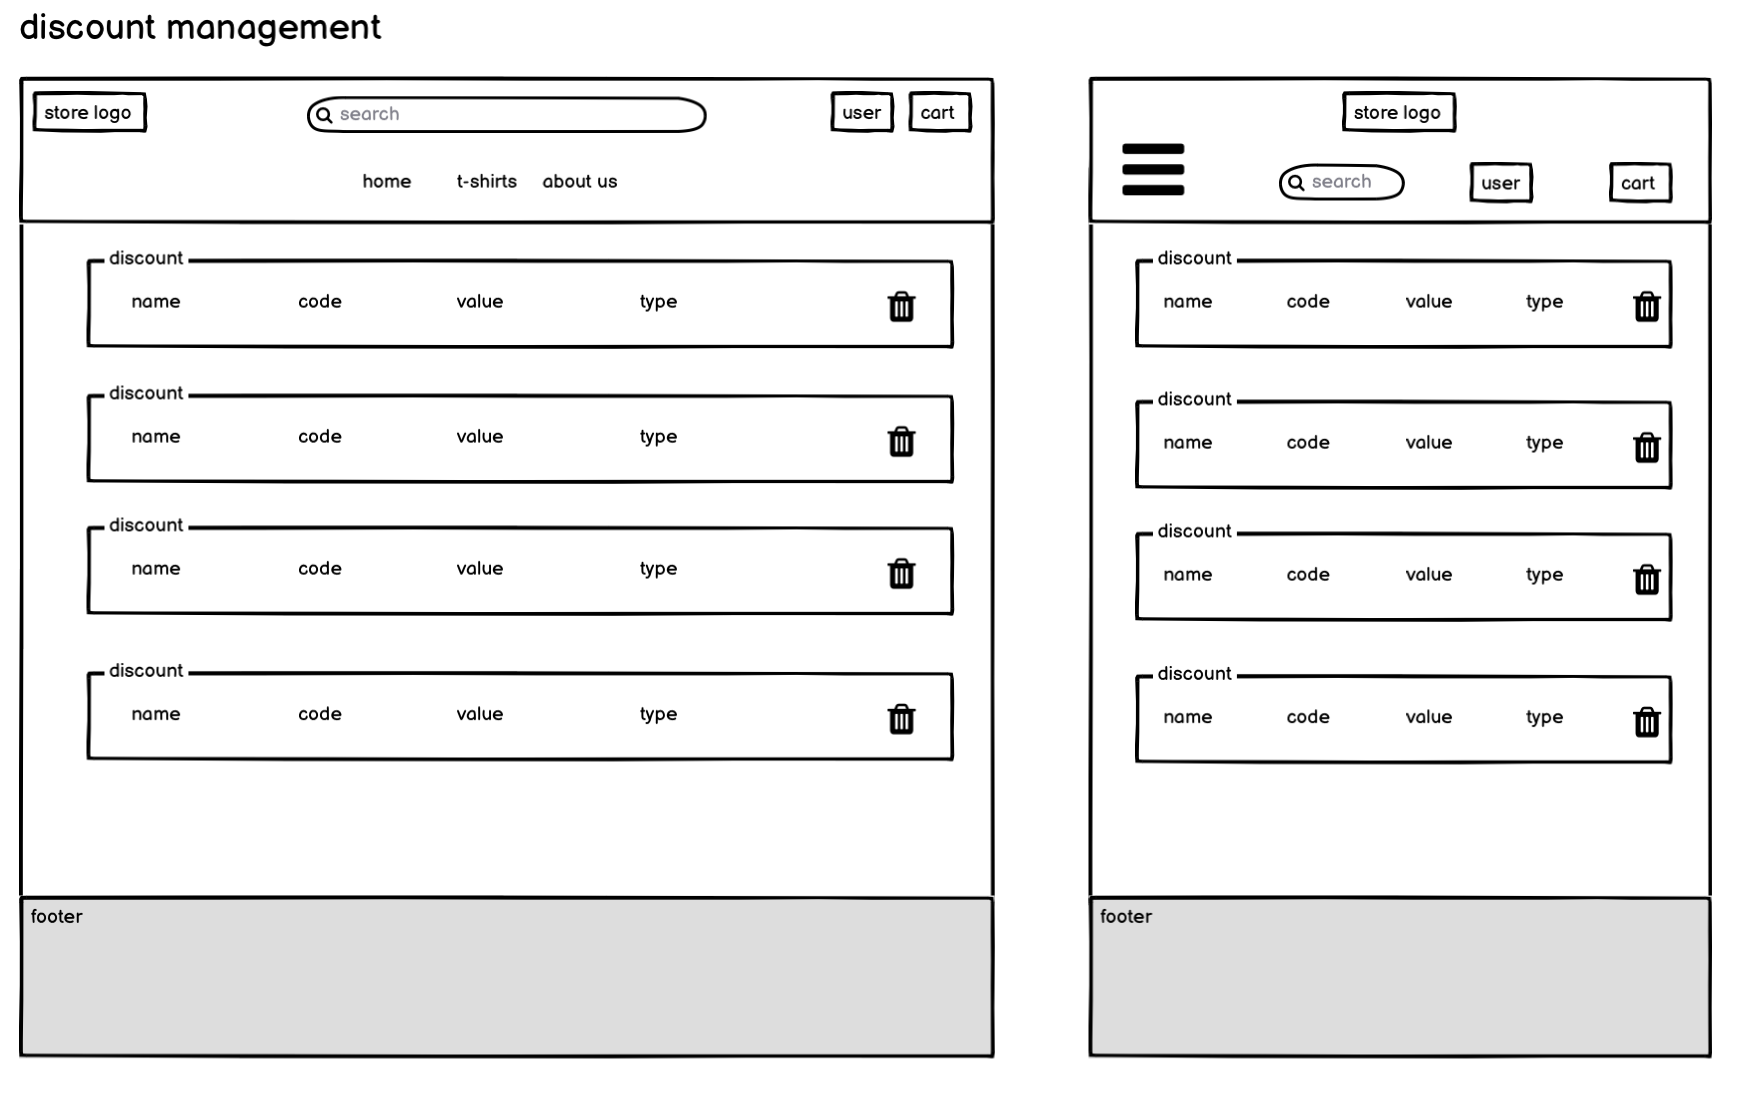 discount management
store logo
search
user
cart
home
t-shirts
about us
discount
name
code
value
type
discount
name
code
value
type
discount
name
code
value
type
discount
name
code
value
type
footer
store logo
search
user
cart
discount
name
code
value
type
discount
name
code
value
type
discount
name
code
value
type
discount
name
code
value
type
footer